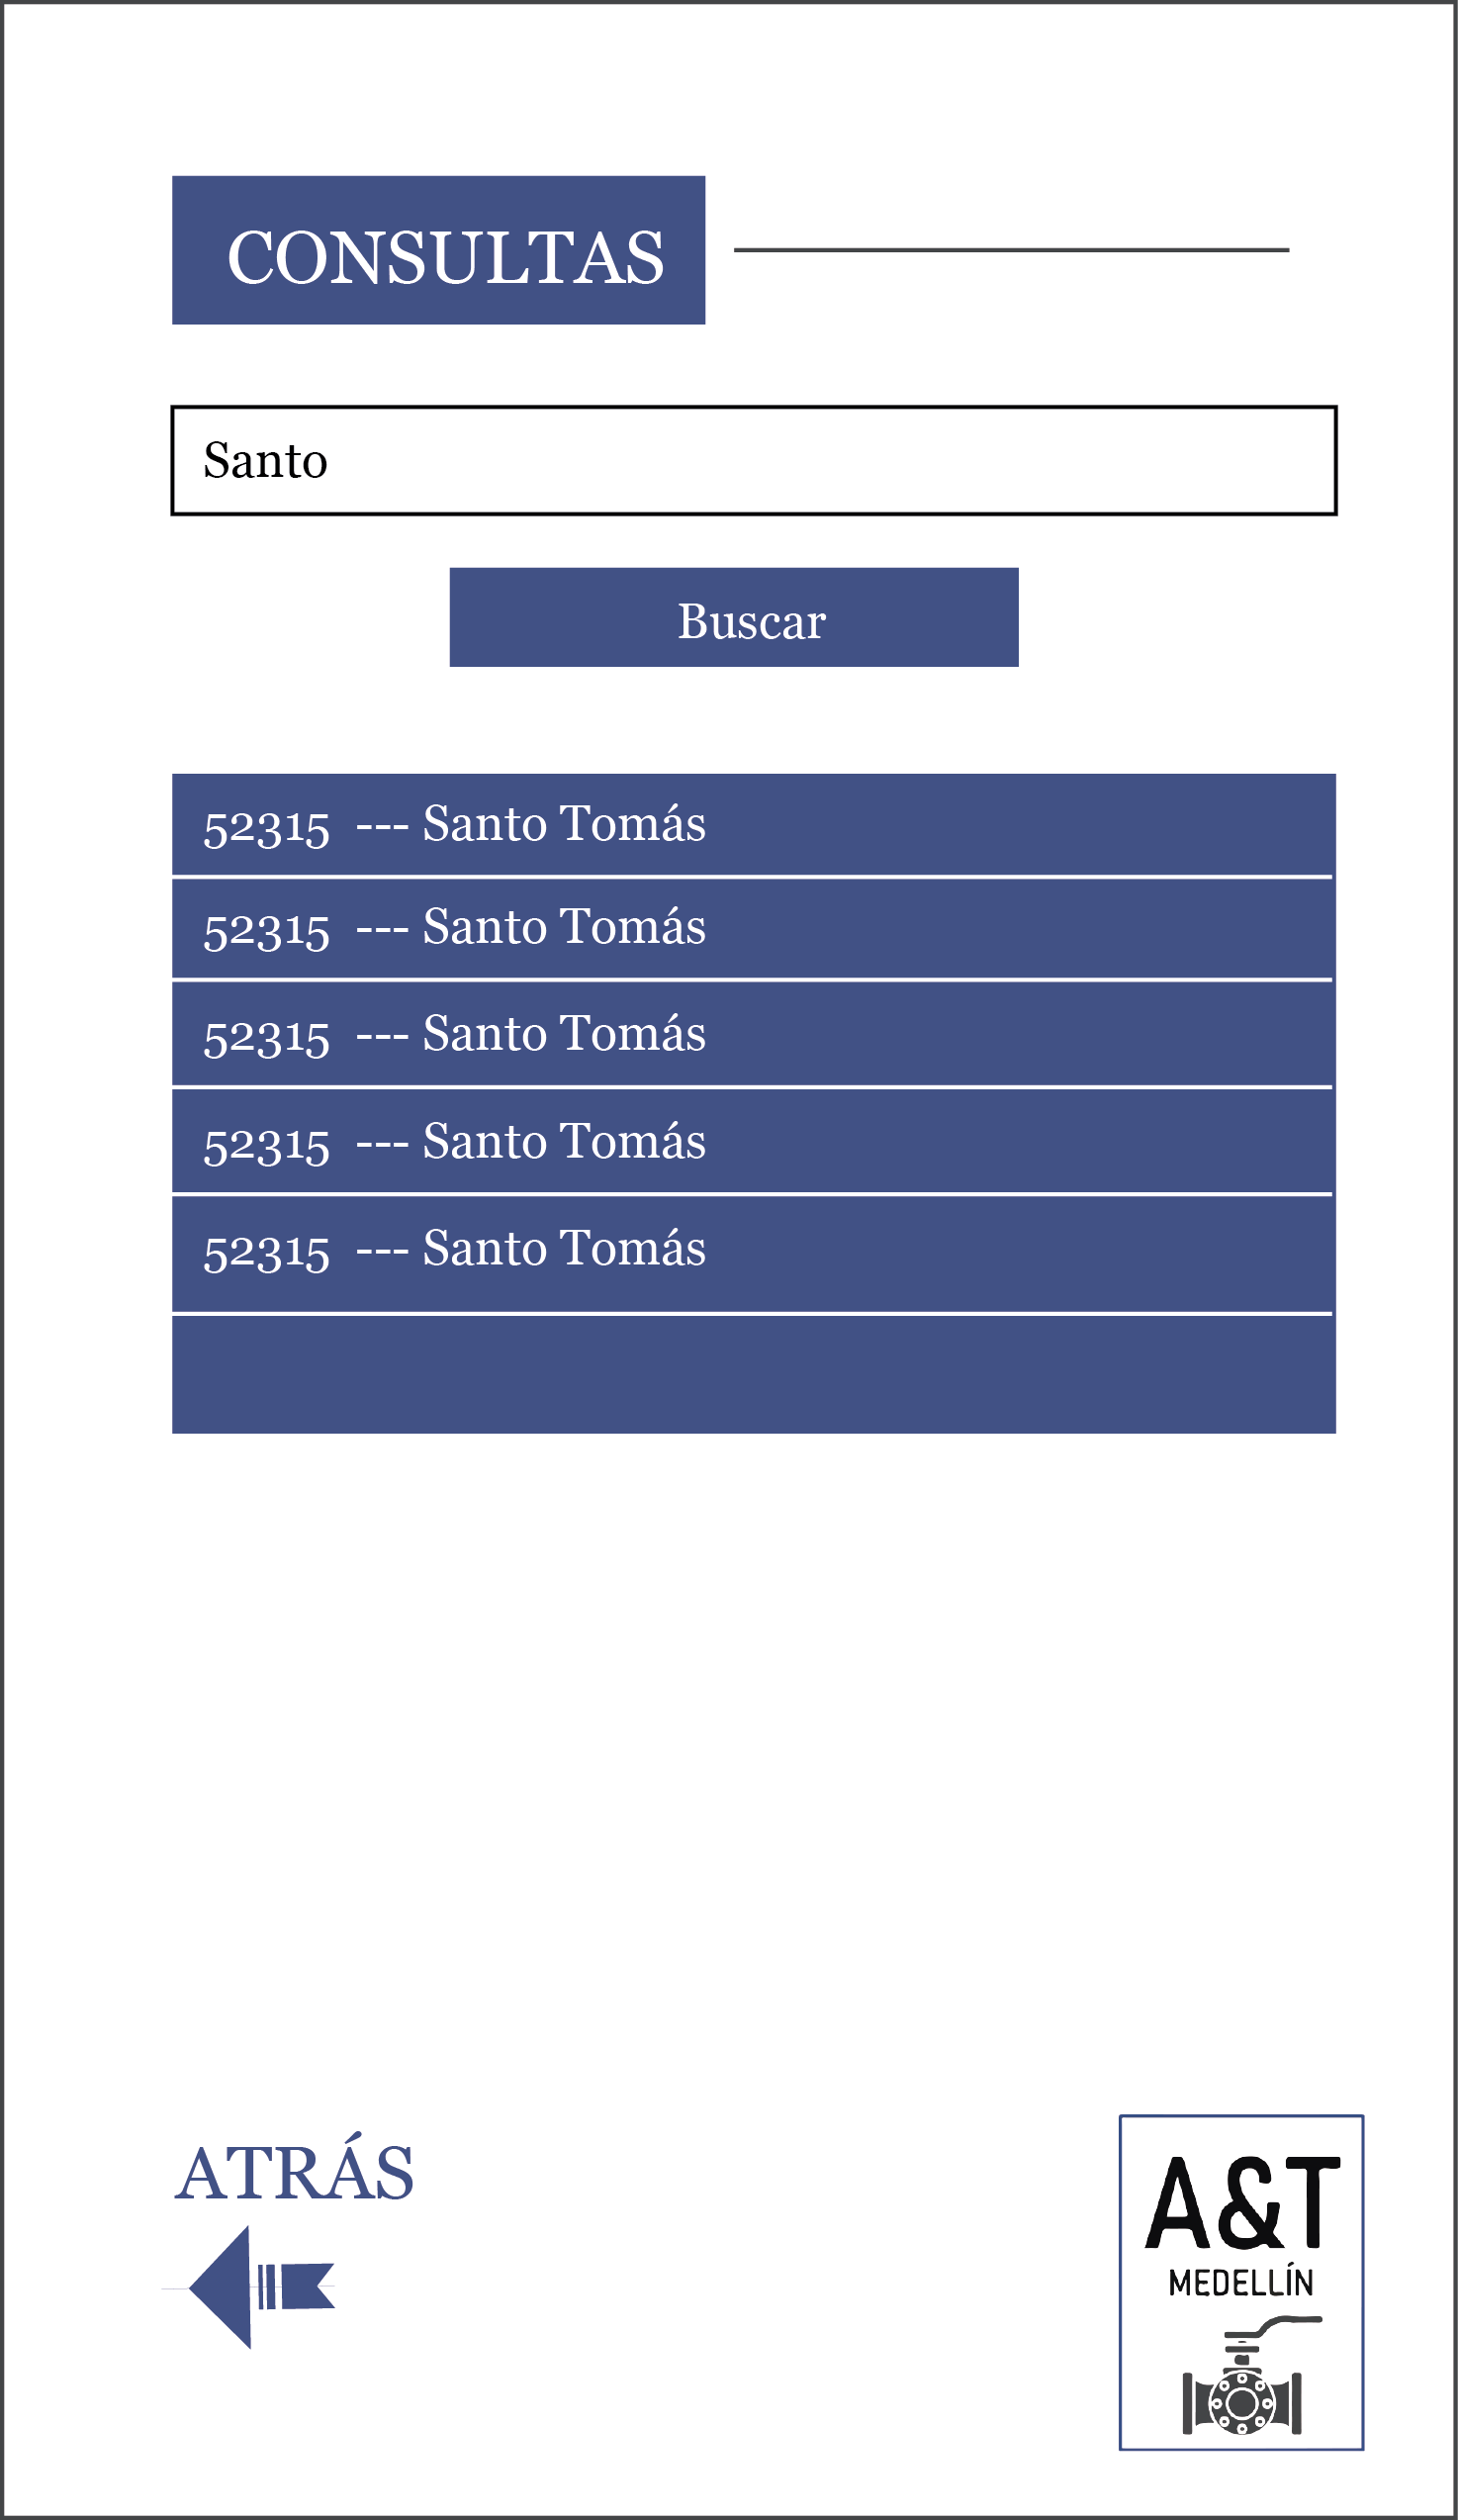 CONSULTAS
Santo
Buscar
52315 --- Santo Tomás
52315 --- Santo Tomás
52315 --- Santo Tomás
52315 --- Santo Tomás
52315 --- Santo Tomás
ATRÁS
A&T
MEDELLÍN